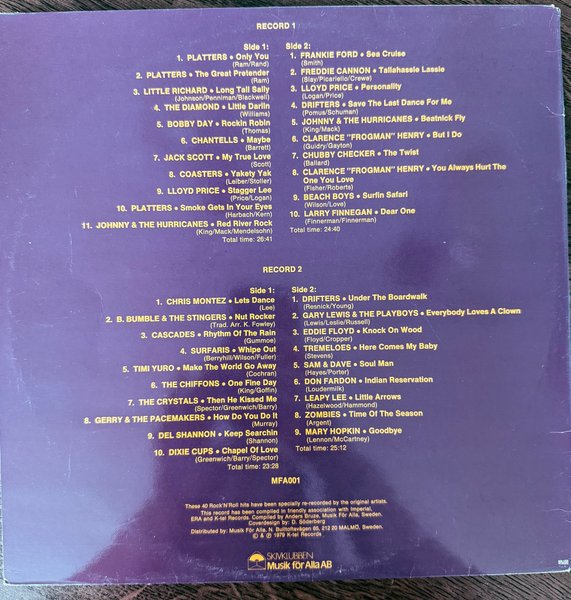 RECORD 1
Side 1:
1. PLATTERS • Only You
(Ram/Rand)
2. PLATTERS • The Great Pretender
(Ram)
3. LITTLE RICHARD • Long Tall Sally
(Johnson/Penniman/Blackwell)
4. THE DIAMOND • Little Darlin
(Williams)
5. BOBBY DAY • Rockin Robin
(Thomas)
6. CHANTELLS • Maybe
(Barrett)
7. JACK SCOTT • My True Love
(Scott)
8. COASTERS • Yakety Yak
(Leiber/Stoller)
9. LLOYD PRICE • Stagger Lee
(Price/Logan)
10. PLATTERS • Smoke Gets In Your Eyes
(Harbach/Kern)
11. JOHNNY & THE HURRICANES • Red River Rock
(King/Mack/Mendelsohn)
Total time: 26:41
Side 2:
1. FRANKIE FORD • Sea Cruise
(Smith)
2. FREDDIE CANNON • Tallahassie Lassie
(Slay/Picariello/Crewe)
3. LLOYD PRICE • Personality
(Logan/Price)
4. DRIFTERS • Save The Last Dance For Me
(Pomus/Schuman)
5. JOHNNY & THE HURRICANES • Beatnick Fly
(King/Mack)
6. CLARENCE "FROGMAN" HENRY • But I Do
(Guidry/Gayton)
7. CHUBBY CHECKER • The Twist
(Ballard)
8. CLARENCE "FROGMAN" HENRY • You Always Hurt The
One You Love
(Fisher/Roberts)
9. BEACH BOYS • Surfin Safari
(Wilson/Love)
10. LARRY FINNEGAN • Dear One
(Finnerman/Finnerman)
Total time: 24:40
RECORD 2
Side 1:
1. CHRIS MONTEZ • Lets Dance
(Lee)
2. B. BUMBLE & THE STINGERS • Nut Rocker
(Trad. Arr. K. Fowley)
3. CASCADES • Rhythm Of The Rain
(Gummoe)
4. SURFARIS • Whipe Out
(Berryhill/Wilson/Fuller)
5. TIMI YURO • Make The World Go Away
(Cochran)
6. THE CHIFFONS • One Fine Day
(King/Goffin)
7. THE CRYSTALS • Then He Kissed Me
(Spector/Greenwich/Barry)
8. GERRY & THE PACEMAKERS • How Do You Do It
(Murray)
9. DEL SHANNON • Keep Searchin
(Shannon)
10. DIXIE CUPS • Chapel Of Love
(Greenwich/Barry/Spector)
Total time: 23:28
Side 2:
1. DRIFTERS • Under The Boardwalk
(Resnick/Young)
2. GARY LEWIS & THE PLAYBOYS • Everybody Loves A Clown
(Lewis/Leslie/Russell)
3. EDDIE FLOYD • Knock On Wood
(Floyd/Cropper)
4. TREMELOES • Here Comes My Baby
(Stevens)
5. SAM & DAVE • Soul Man
(Hayes/Porter)
6. DON FARDON • Indian Reservation
(Loudermilk)
7. LEAPY LEE • Little Arrows
(Hazelwood/Hammond)
8. ZOMBIES • Time Of The Season
(Argent)
9. MARY HOPKIN • Goodbye
(Lennon/McCartney)
Total time: 25:12
MFA001
These 40 Rock'N'Roll hits have been specially re-recorded by the original artists.
This record has been compiled in friendly association with Imperial,
ERA and K-tel Records. Compiled by Anders Bruze, Musik För Alla, Sweden.
Coverdesign by: D. Söderberg
Distributed by: Musik För Alla, N. Bulltoftavägen 65, 212 20 MALMÖ, Sweden.
© & ℗ 1979 K-tel Records
SKIVKLUBBEN
Musik för Alla AB